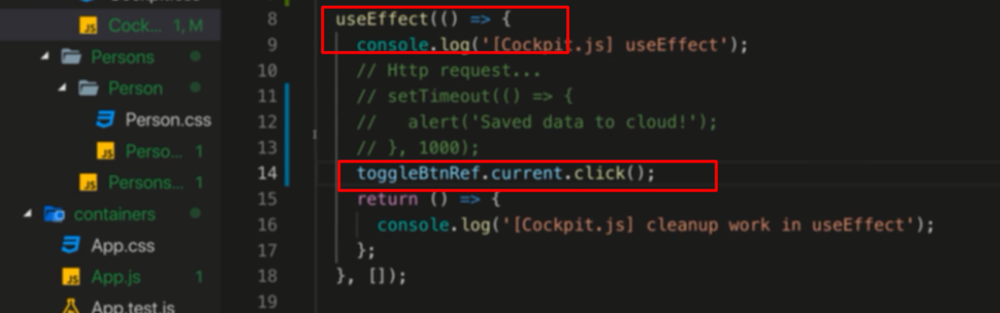 Cockpit.css
Cock... 1, M
Persons
Person
Person.css
Perso... 1
Persons... 1
containers
App.css
App.js 1
App.test.js
8 useEffect(() => {
9 console.log('[Cockpit.js] useEffect');
10 // Http request...
11 // setTimeout(() => {
12 //   alert('Saved data to cloud!');
13 // }, 1000);
14 toggleBtnRef.current.click();
15 return () => {
16 console.log('[Cockpit.js] cleanup work in useEffect');
17 };
18 }, []);
19